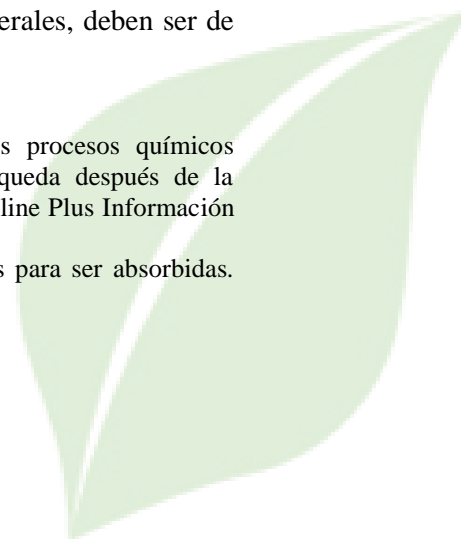 erales, deben ser de
s procesos químicos
queda después de la
line Plus Información
s para ser absorbidas.